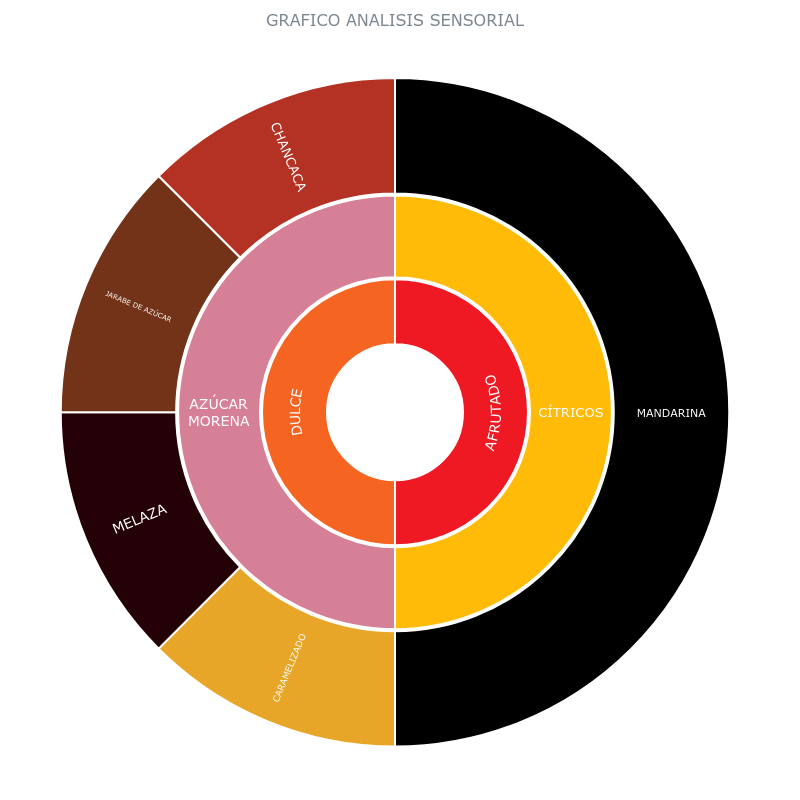 GRAFICO ANALISIS SENSORIAL
CHANCACA
JARABE DE AZÚCAR
AZÚCAR
MORENA
DULCE
AFRUTADO
CÍTRICOS
MANDARINA
MELAZA
CARAMELIZADO